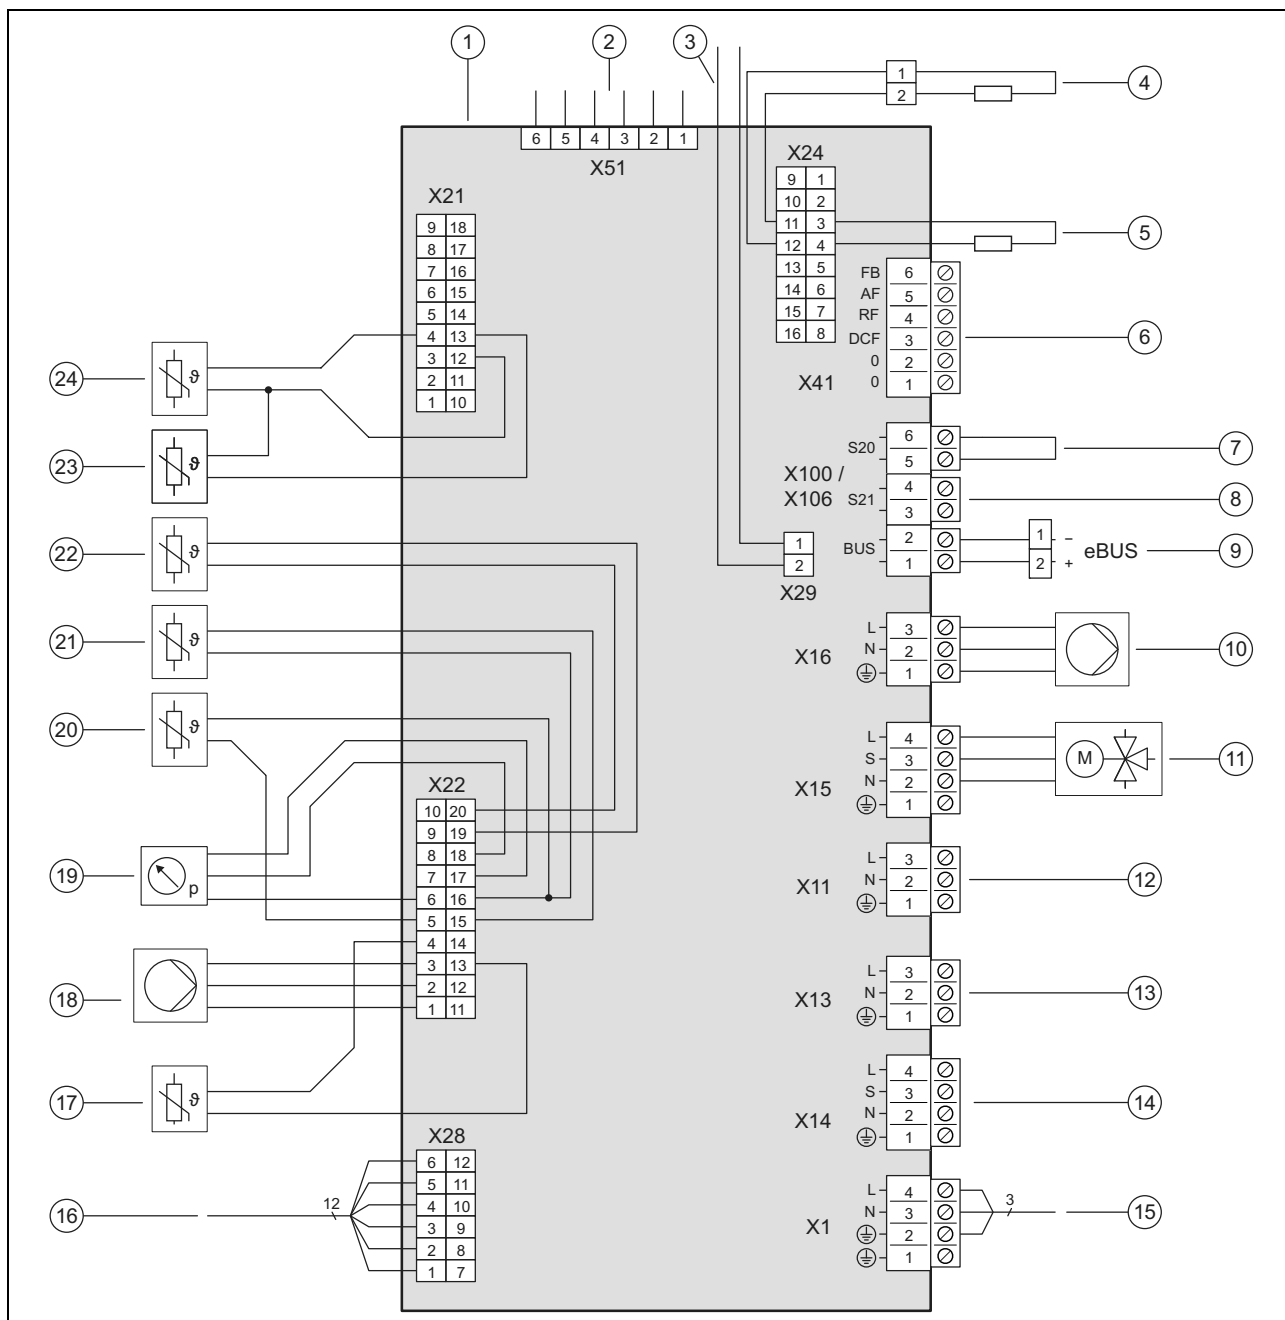 1
2
3
4
5
6
7
8
9
10
11
12
13
14
15
16
17
18
19
20
21
22
23
24
6 5 4 3 2 1
X51
1
2
X24
9 1
10 2
11 3
12 4
13 5
14 6
15 7
16 8
X21
9 18
8 17
7 16
6 15
5 14
4 13
3 12
2 11
1 10
FB 6
AF 5
RF 4
DCF 3
0 2
0 1
X41
6
S20
5
X100 /
X106
4
S21
3
2
BUS
1
1 −
2 +
eBUS
1
2
X29
L 3
N 2
1
X16
L 4
S 3
N 2
1
X15
M
L 3
N 2
1
X11
L 3
N 2
1
X13
L 4
S 3
N 2
1
X14
L 4
N 3
2
1
X1
3
ϑ
ϑ
ϑ
ϑ
ϑ
p
ϑ
X22
10 20
9 19
8 18
7 17
6 16
5 15
4 14
3 13
2 12
1 11
X28
6 12
5 11
4 10
3 9
2 8
1 7
12